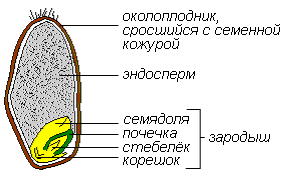 околоплодник,
сросшийся с семенной
кожурой
эндосперм
семядоля
почечка
стебелёк
корешок
зародыш